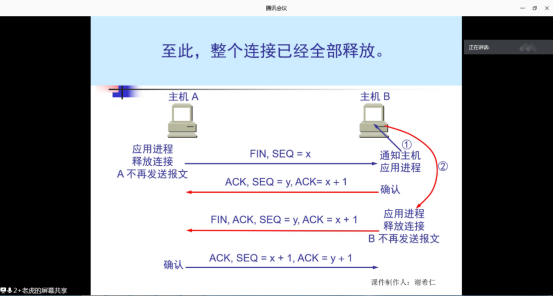 腾讯会议
至此，整个连接已经全部释放。
正在讲话:
主机 A
主机 B
①
应用进程
释放连接
A 不再发送报文
FIN, SEQ = x
通知主机
应用进程
②
ACK, SEQ = y, ACK= x + 1
确认
FIN, ACK, SEQ = y, ACK = x + 1
应用进程
释放连接
B 不再发送报文
确认
ACK, SEQ = x + 1, ACK = y + 1
课件制作人：谢希仁
2+老虎的屏幕共享